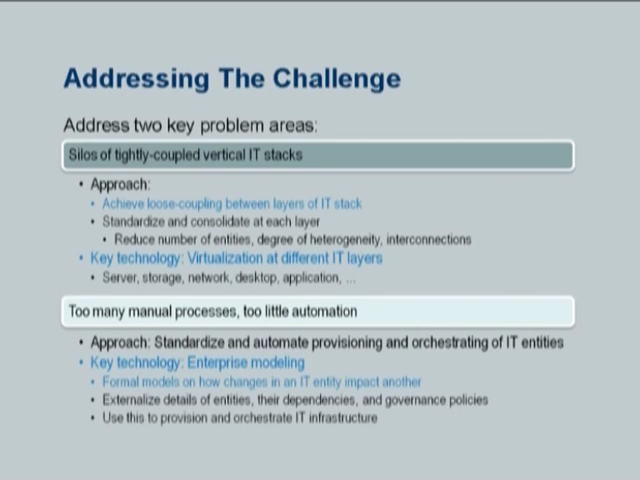 Addressing The Challenge
Address two key problem areas:
Silos of tightly-coupled vertical IT stacks
• Approach:
• Achieve loose-coupling between layers of IT stack
• Standardize and consolidate at each layer
• Reduce number of entities, degree of heterogeneity, interconnections
• Key technology: Virtualization at different IT layers
• Server, storage, network, desktop, application, ...
Too many manual processes, too little automation
• Approach: Standardize and automate provisioning and orchestrating of IT entities
• Key technology: Enterprise modeling
• Formal models on how changes in an IT entity impact another
• Externalize details of entities, their dependencies, and governance policies
• Use this to provision and orchestrate IT infrastructure